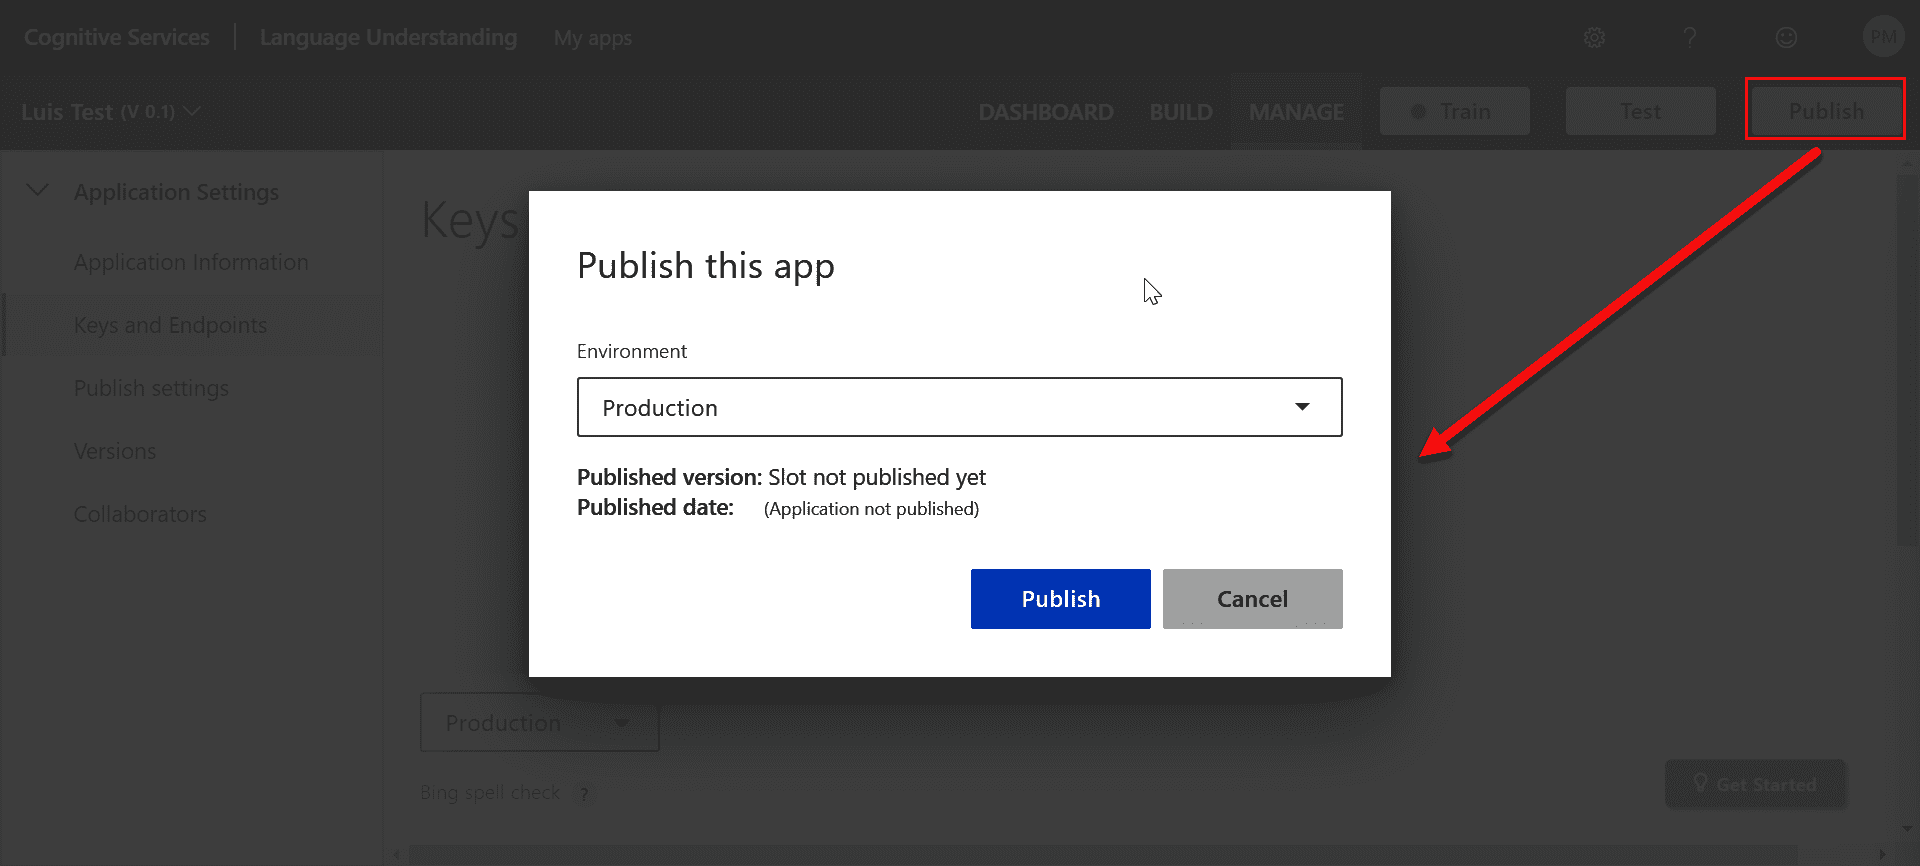 Cognitive Services | Language Understanding My apps ? PM
Luis Test (V 0.1) DASHBOARD BUILD MANAGE Train Test Publish
Application Settings
Application Information
Keys and Endpoints
Publish settings
Versions
Collaborators
Keys
Publish this app
Environment
Production
Published version: Slot not published yet
Published date: (Application not published)
Publish Cancel
Production
Bing spell check ?
Get Started